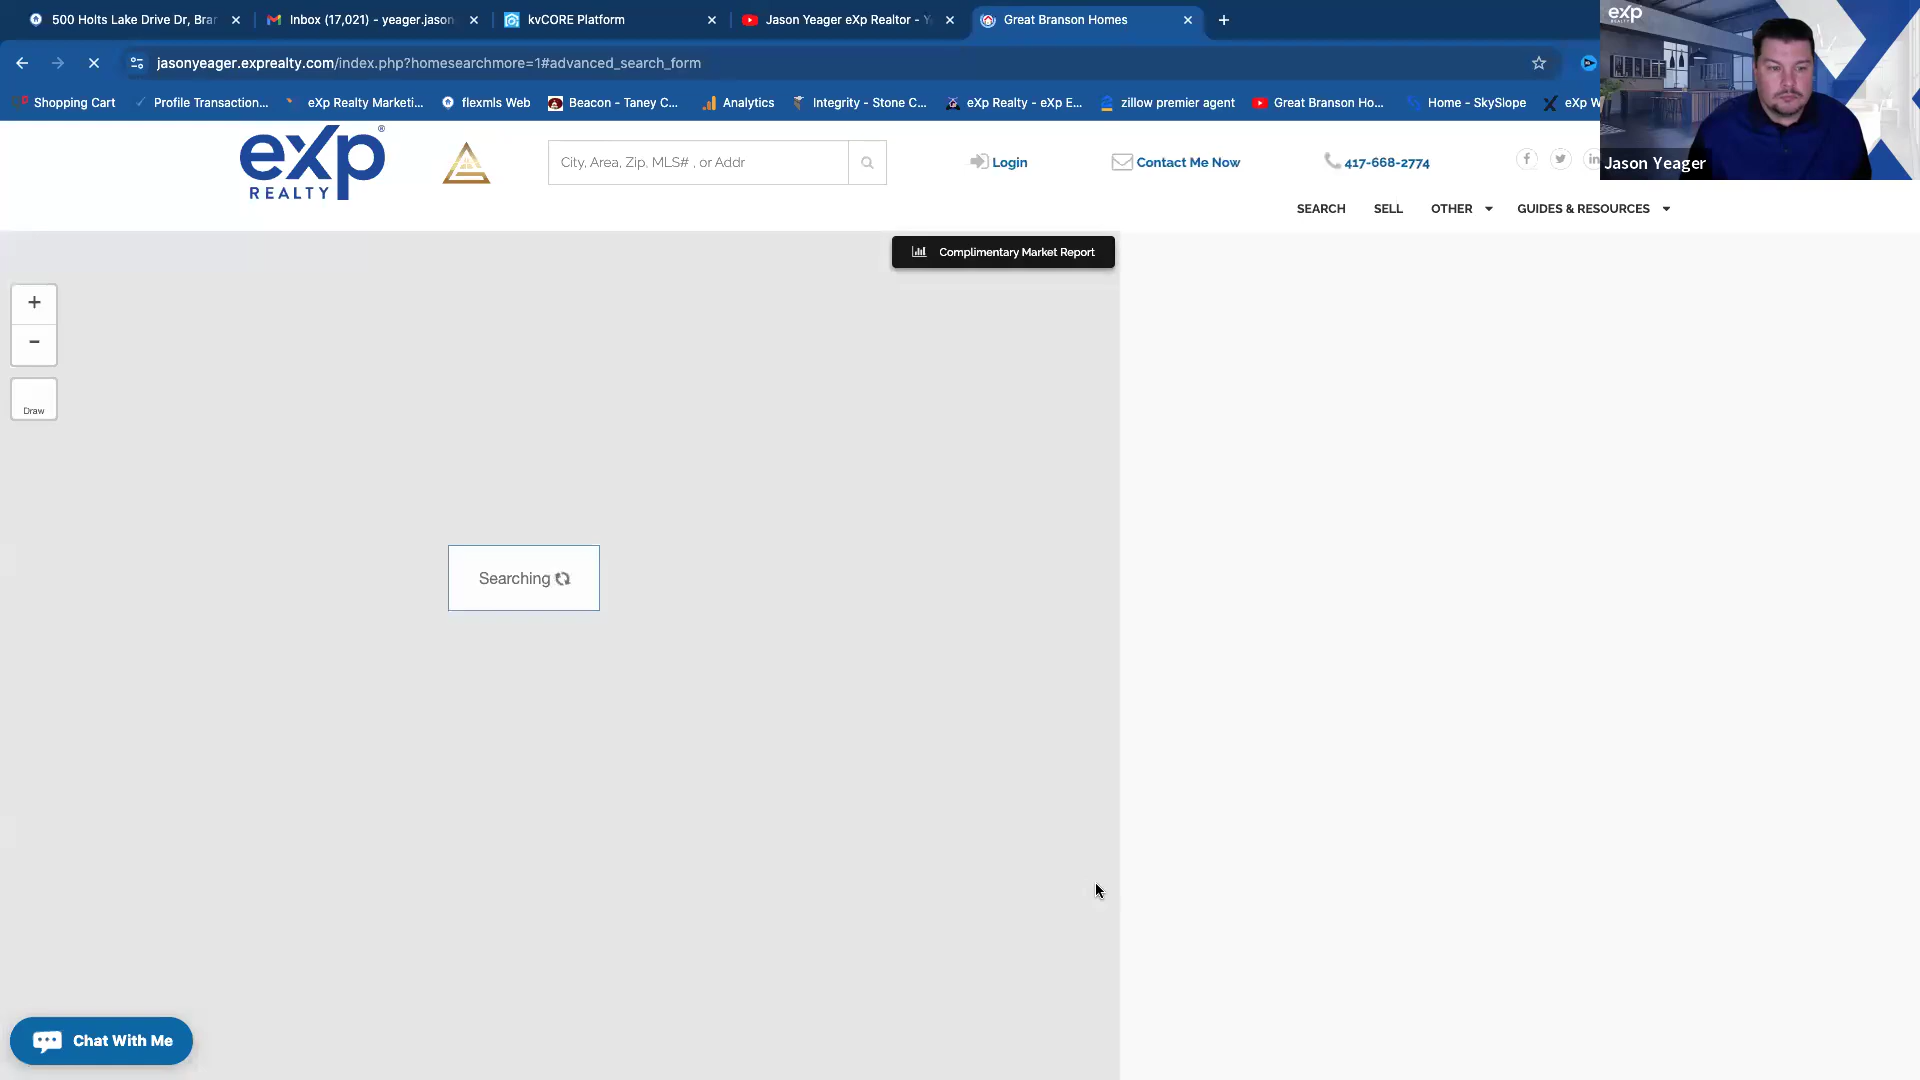 500 Holts Lake Drive Dr, Bra
Inbox (17,021) - yeager.jason
kvCORE Platform
Jason Yeager eXp Realtor - Y
Great Branson Homes
jasonyeager.exprealty.com/index.php?homesearchmore=1#advanced_search_form
Shopping Cart
Profile Transaction...
eXp Realty Marketi...
flexmls Web
Beacon - Taney C...
Analytics
Integrity - Stone C...
eXp Realty - eXp E...
zillow premier agent
Great Branson Ho...
Home - SkySlope
eXp W
eXp
REALTY
Jason Yeager
eXp®
REALTY
City, Area, Zip, MLS# , or Addr
Login
Contact Me Now
417-668-2774
SEARCH
SELL
OTHER
GUIDES & RESOURCES
Complimentary Market Report
+
−
Draw
Searching
Chat With Me